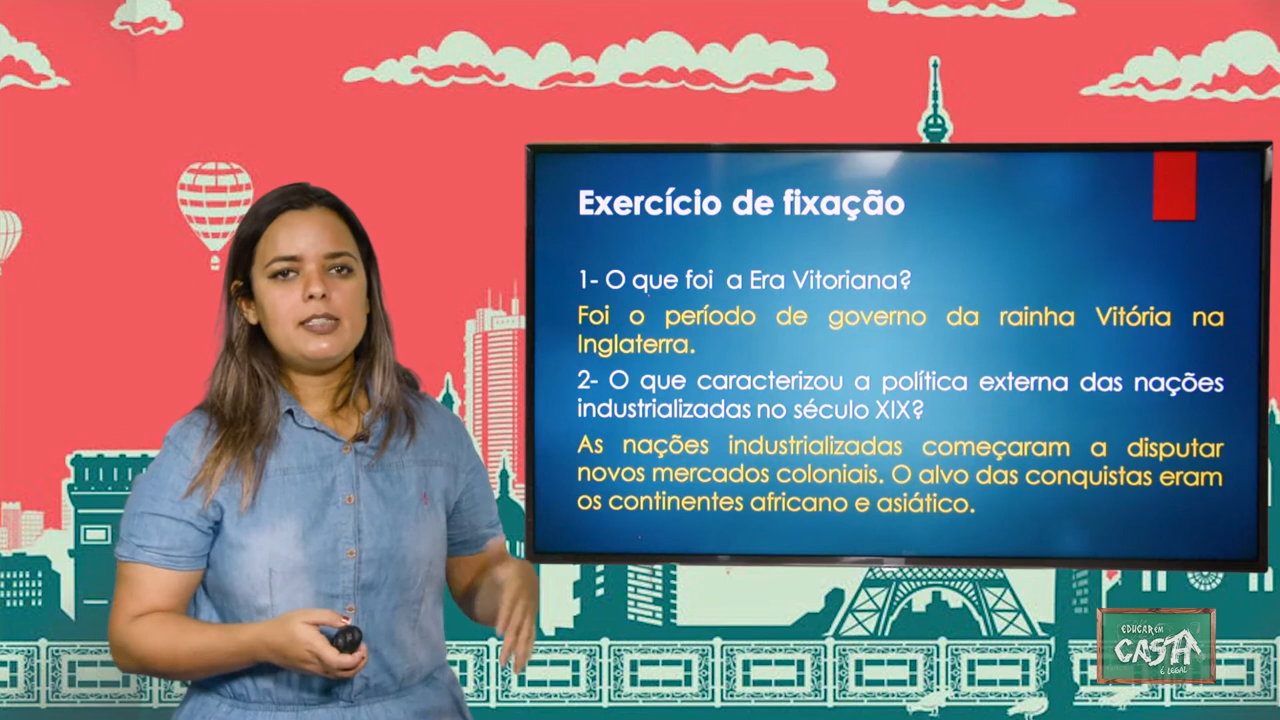 Exercício de fixação
1- O que foi a Era Vitoriana?
Foi o período de governo da rainha Vitória na
Inglaterra.
2- O que caracterizou a política externa das nações
industrializadas no século XIX?
As nações industrializadas começaram a disputar
novos mercados coloniais. O alvo das conquistas eram
os continentes africano e asiático.
EDUCAR EM
CASA
É LEGAL